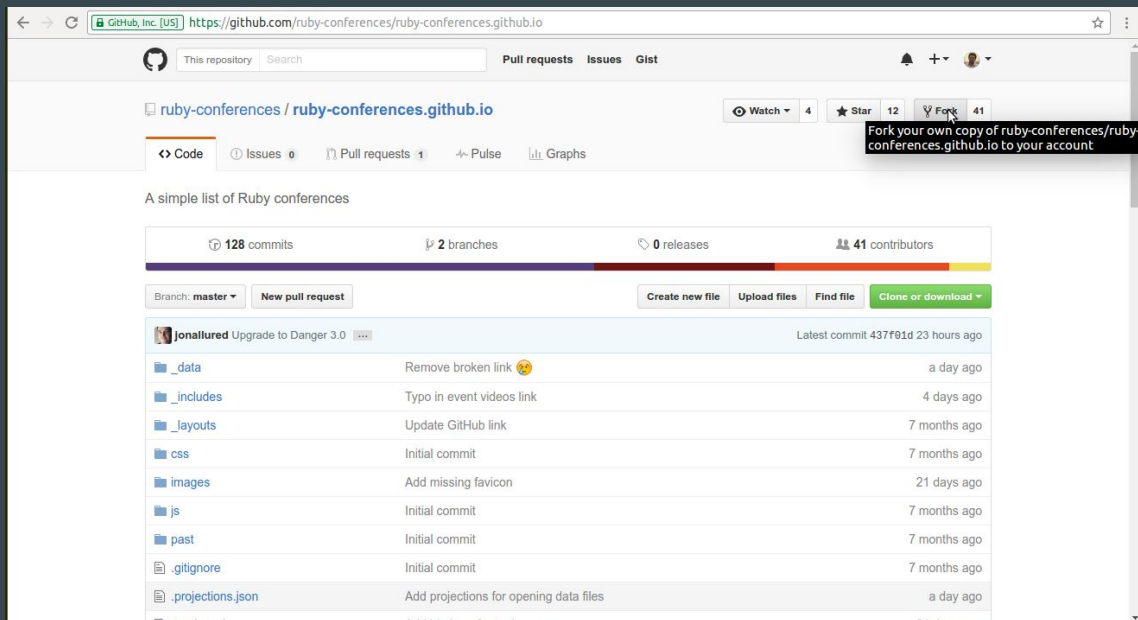 GitHub, Inc. [US] https://github.com/ruby-conferences/ruby-conferences.github.io
This repository Search Pull requests Issues Gist
ruby-conferences / ruby-conferences.github.io Watch 4 Star 12 Fork 41
Fork your own copy of ruby-conferences/ruby-
conferences.github.io to your account
Code Issues 0 Pull requests 1 Pulse Graphs
A simple list of Ruby conferences
128 commits 2 branches 0 releases 41 contributors
Branch: master New pull request Create new file Upload files Find file Clone or download
jonallured Upgrade to Danger 3.0 ... Latest commit 437f01d 23 hours ago
_data Remove broken link 😢 a day ago
_includes Typo in event videos link 4 days ago
_layouts Update GitHub link 7 months ago
css Initial commit 7 months ago
images Add missing favicon 21 days ago
js Initial commit 7 months ago
past Initial commit 7 months ago
.gitignore Initial commit 7 months ago
.projections.json Add projections for opening data files a day ago